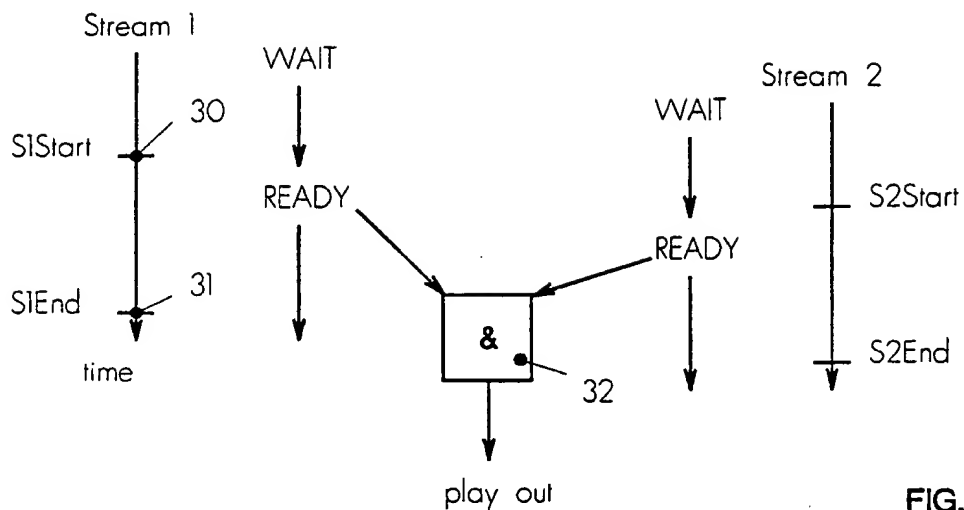 Stream 1
WAIT
Stream 2
30
WAIT
S1Start
READY
S2Start
READY
31
S1End
&
S2End
time
32
play out
FIG.